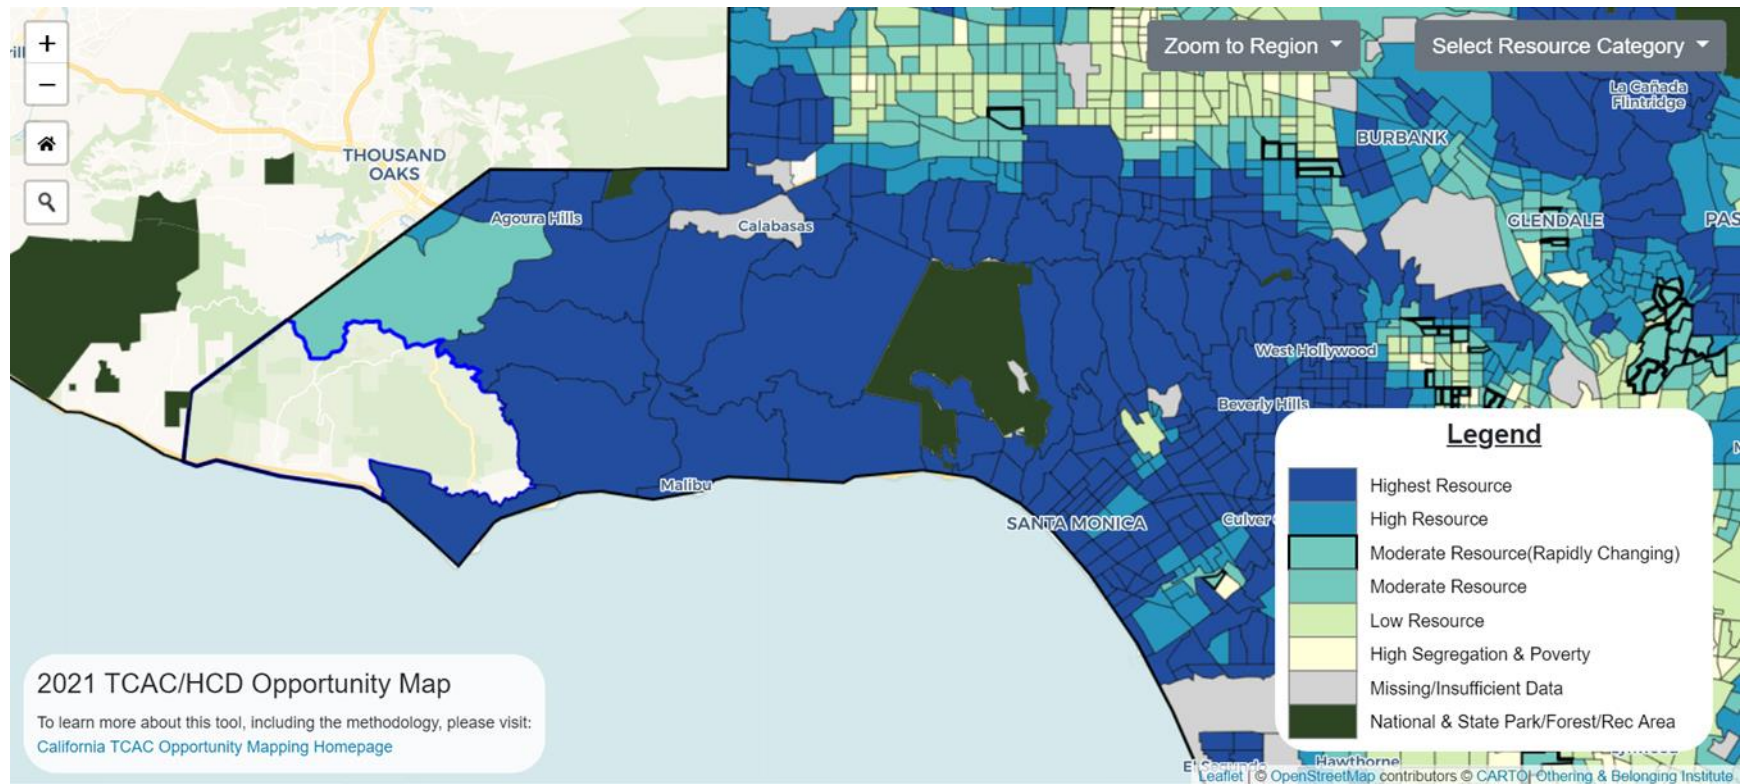 +
Zoom to Region
Select Resource Category
−
La Cañada
Flintridge
BURBANK
THOUSAND
OAKS
GLENDALE
PAS
Agoura Hills
Calabasas
West Hollywood
Beverly Hills
Malibu
SANTA MONICA
Culver
Legend
Highest Resource
High Resource
Moderate Resource(Rapidly Changing)
Moderate Resource
Low Resource
High Segregation & Poverty
Missing/Insufficient Data
National & State Park/Forest/Rec Area
2021 TCAC/HCD Opportunity Map
To learn more about this tool, including the methodology, please visit:
California TCAC Opportunity Mapping Homepage
El Segundo
Hawthorne
Leaflet | © OpenStreetMap contributors © CARTO| Othering & Belonging Institute